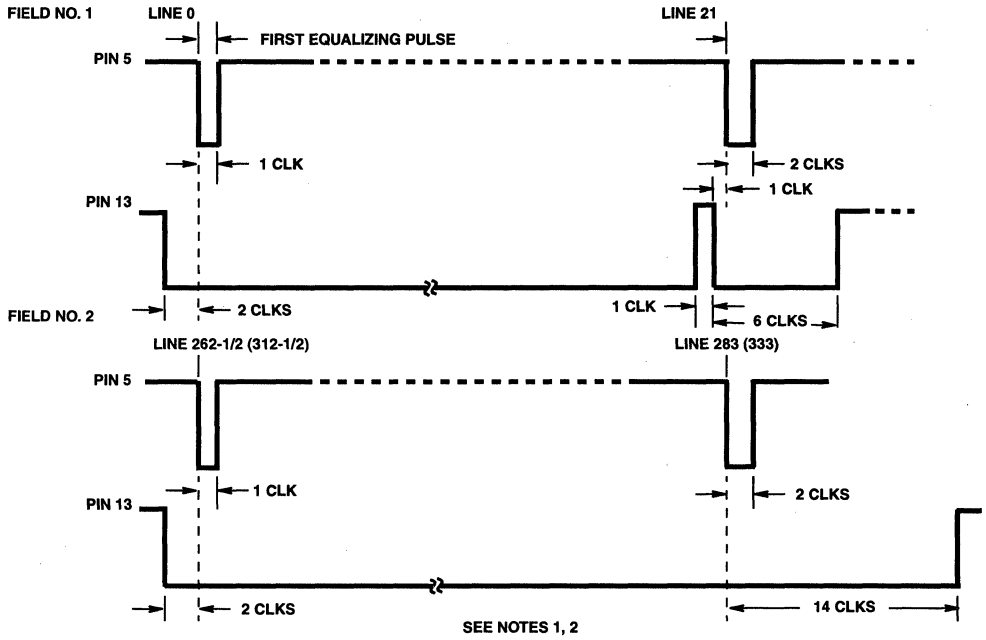 FIELD NO. 1 LINE 0 LINE 21
FIRST EQUALIZING PULSE
PIN 5
1 CLK 2 CLKS
1 CLK
PIN 13
2 CLKS 1 CLK 6 CLKS
FIELD NO. 2
LINE 262-1/2 (312-1/2) LINE 283 (333)
PIN 5
1 CLK 2 CLKS
PIN 13
2 CLKS 14 CLKS
SEE NOTES 1, 2